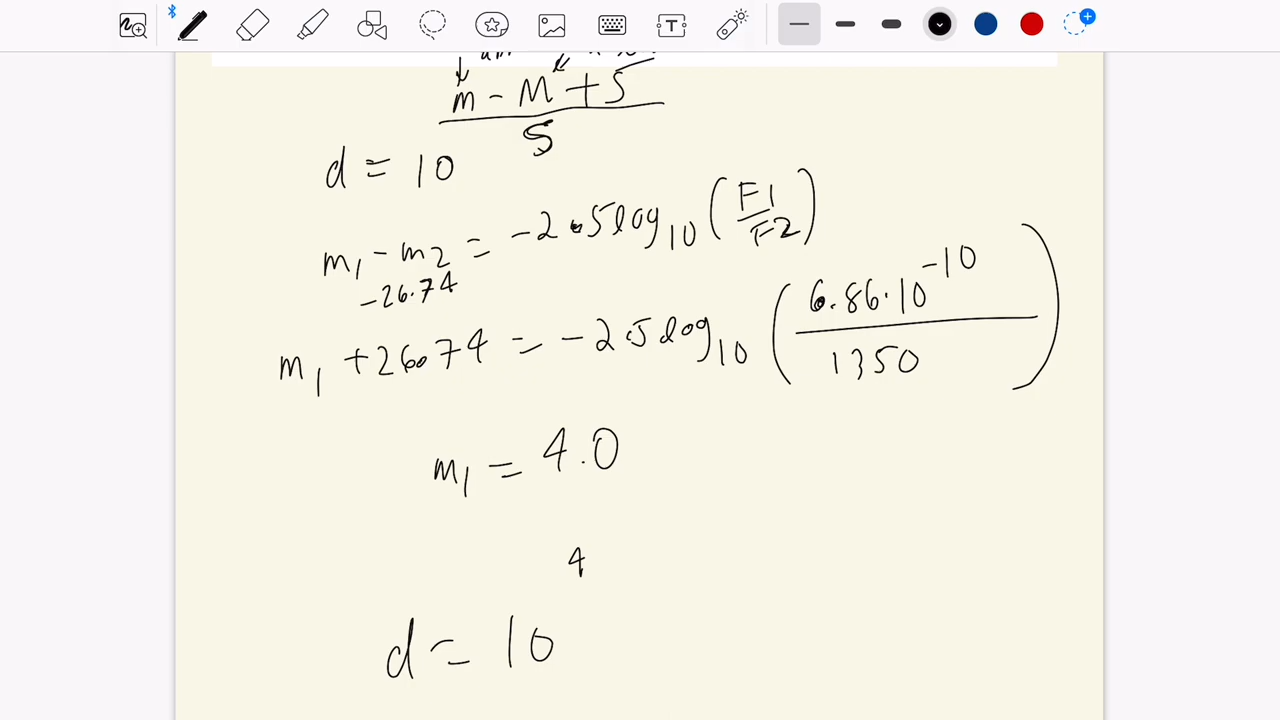 m - M + 5
5
d = 10
m1 - m2 = -2.5log10 (F1/F2)
-26.74
m1 + 26.74 = -2.5log10 (6.86·10^-10/1350)
m1 = 4.0
4
d = 10